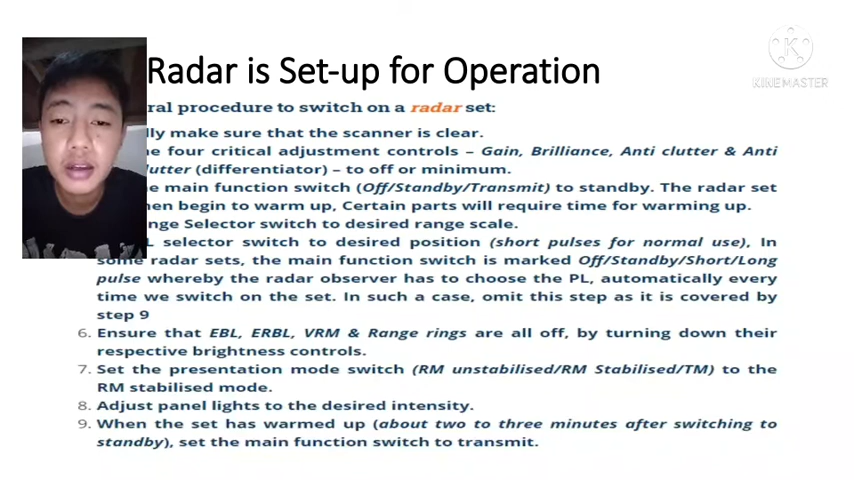 Radar is Set-up for Operation
KINEMASTER
ral procedure to switch on a radar set:
lly make sure that the scanner is clear.
he four critical adjustment controls – Gain, Brilliance, Anti clutter & Anti
lutter (differentiator) – to off or minimum.
he main function switch (Off/Standby/Transmit) to standby. The radar set
hen begin to warm up, Certain parts will require time for warming up.
nge Selector switch to desired range scale.
L selector switch to desired position (short pulses for normal use), In
some radar sets, the main function switch is marked Off/Standby/Short/Long
pulse whereby the radar observer has to choose the PL, automatically every
time we switch on the set. In such a case, omit this step as it is covered by
step 9
6. Ensure that EBL, ERBL, VRM & Range rings are all off, by turning down their
respective brightness controls.
7. Set the presentation mode switch (RM unstabilised/RM Stabilised/TM) to the
RM stabilised mode.
8. Adjust panel lights to the desired intensity.
9. When the set has warmed up (about two to three minutes after switching to
standby), set the main function switch to transmit.